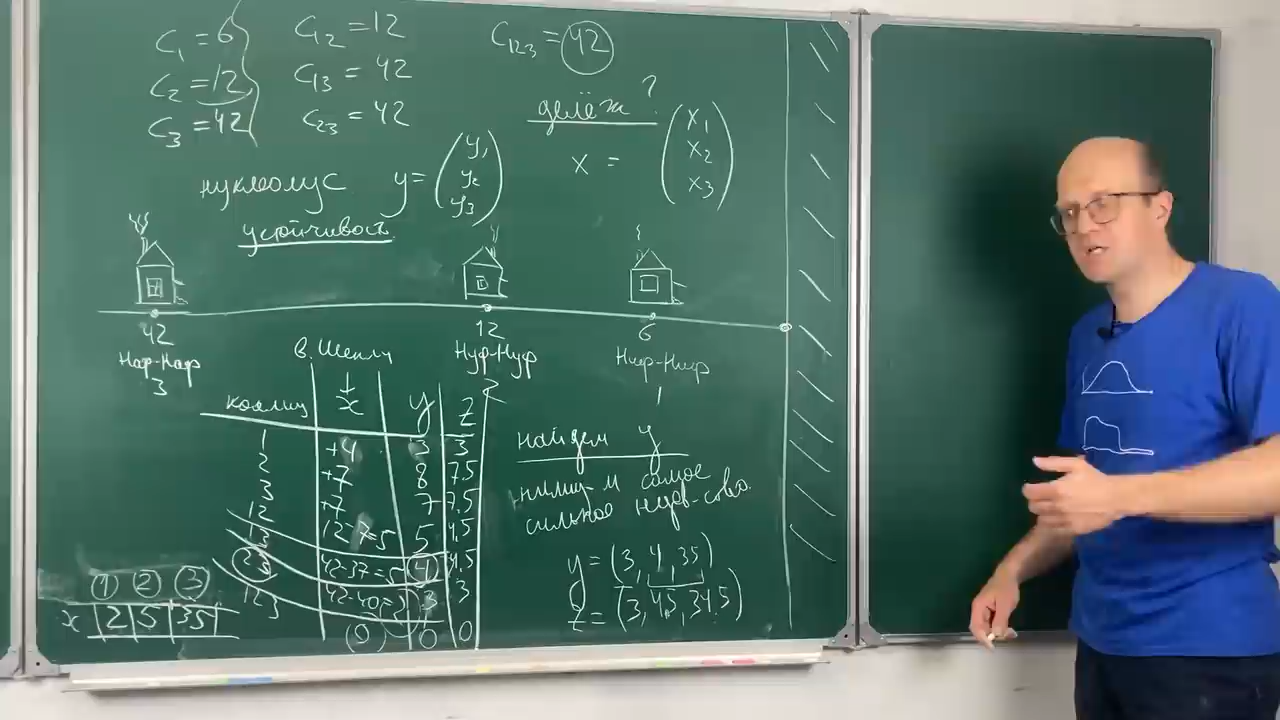 C₁ = 6
C₂ = 12
C₃ = 42
C₁₂ = 12
C₁₃ = 42
C₂₃ = 42
C₁₂₃ = 42
делёж?
x = (x₁ x₂ x₃)
нуклеолус y = (y₁ y₂ y₃)
устойчивость
42
12
6
Наф-Наф
Нуф-Нуф
Ниф-Ниф
3
2
1
в. Шепли
коалиц x y z
1 +4 3 3
2 +7 8 7,5
3 +7 7 7,5
12 12-7=5 5 4,5
42-37=5 4 4,5
42-40=2 3 3
123 0 0 0
найдем y
самое
сильное нед-ство
y = (3, 4, 35)
z = (3, 4.5, 34.5)
1 2 3
x 2 5 35